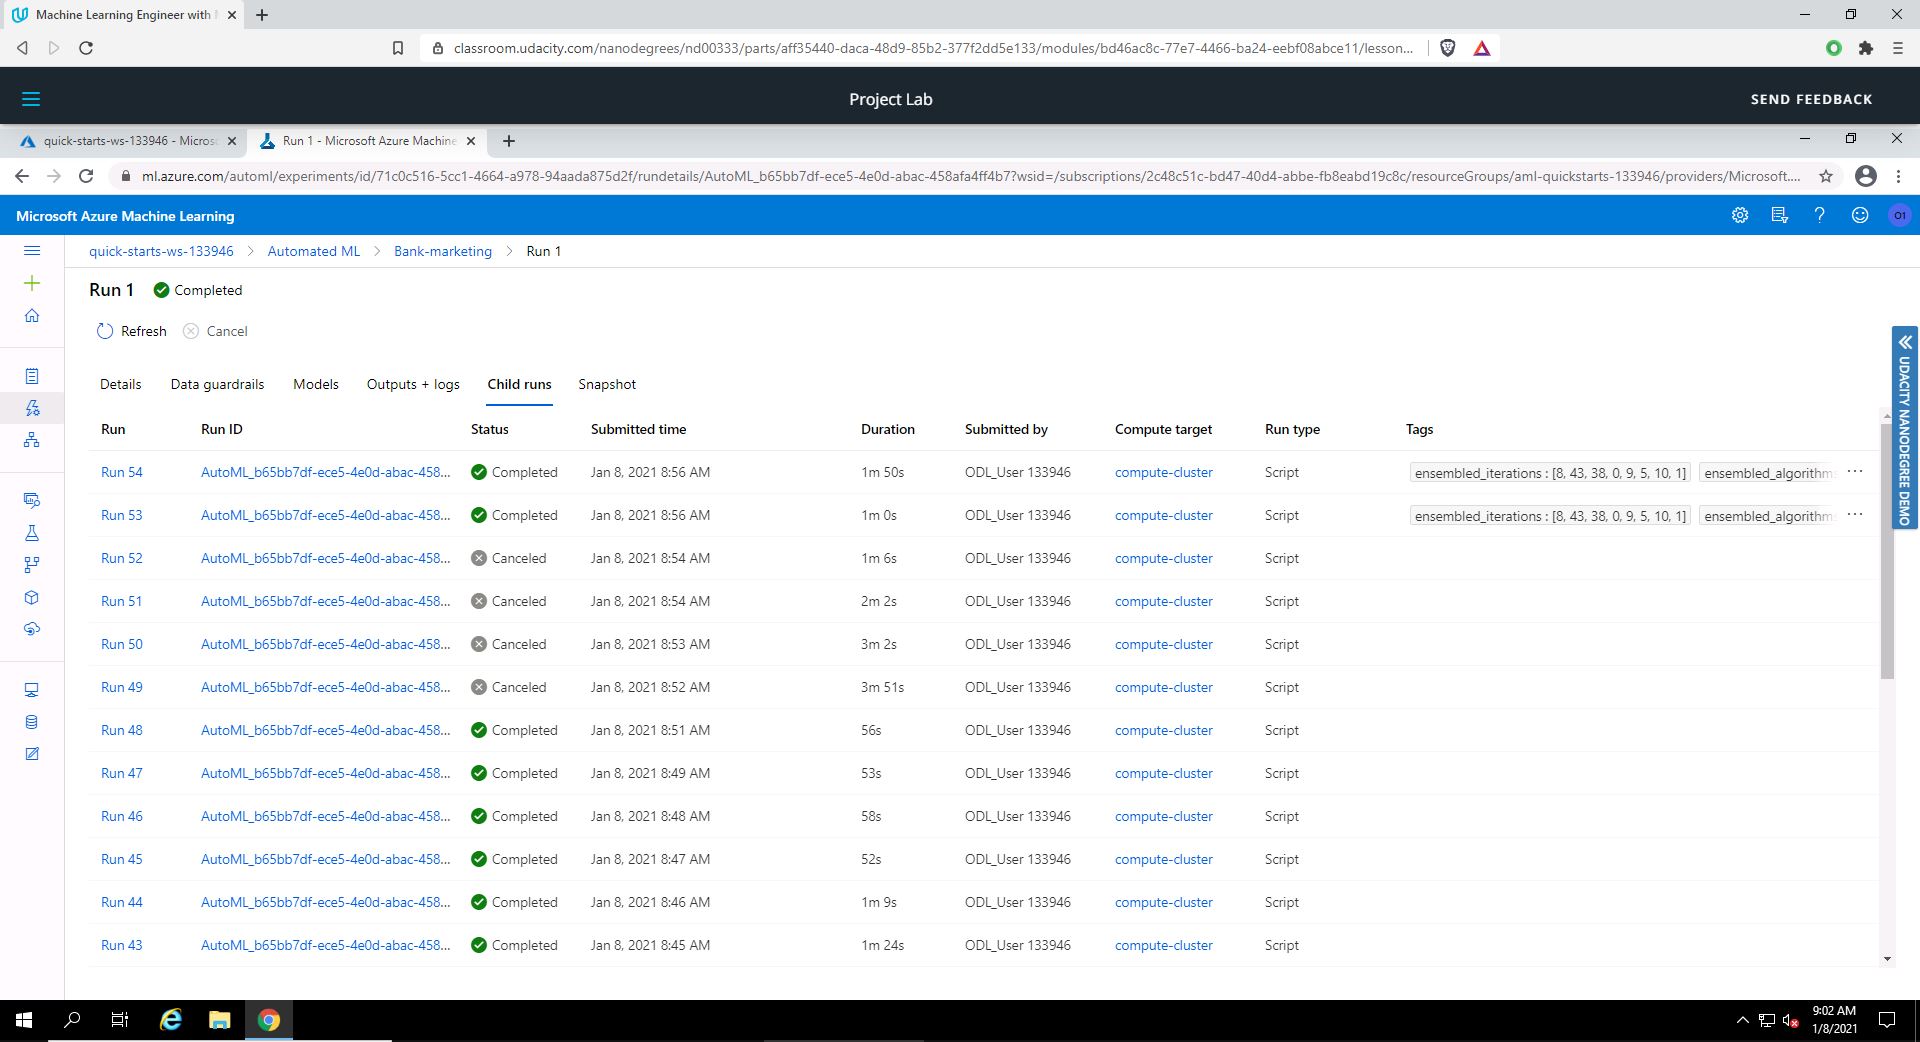 Machine Learning Engineer with M
classroom.udacity.com/nanodegrees/nd00333/parts/aff35440-daca-48d9-85b2-377f2dd5e133/modules/bd46ac8c-77e7-4466-ba24-eebf08abce11/lesson...
Project Lab
SEND FEEDBACK
quick-starts-ws-133946 - Microso
Run 1 - Microsoft Azure Machine
ml.azure.com/automl/experiments/id/71c0c516-5cc1-4664-a978-94aada875d2f/rundetails/AutoML_b65bb7df-ece5-4e0d-abac-458afa4ff4b7?wsid=/subscriptions/2c48c51c-bd47-40d4-abbe-fb8eabd19c8c/resourceGroups/aml-quickstarts-133946/providers/Microsoft....
Microsoft Azure Machine Learning
O1
quick-starts-ws-133946 > Automated ML > Bank-marketing > Run 1
Run 1 Completed
Refresh Cancel
Details Data guardrails Models Outputs + logs Child runs Snapshot
Run Run ID Status Submitted time Duration Submitted by Compute target Run type Tags
Run 54 AutoML_b65bb7df-ece5-4e0d-abac-458... Completed Jan 8, 2021 8:56 AM 1m 50s ODL_User 133946 compute-cluster Script ensembled_iterations : [8, 43, 38, 0, 9, 5, 10, 1] ensembled_algorithms ...
Run 53 AutoML_b65bb7df-ece5-4e0d-abac-458... Completed Jan 8, 2021 8:56 AM 1m 0s ODL_User 133946 compute-cluster Script ensembled_iterations : [8, 43, 38, 0, 9, 5, 10, 1] ensembled_algorithms ...
Run 52 AutoML_b65bb7df-ece5-4e0d-abac-458... Canceled Jan 8, 2021 8:54 AM 1m 6s ODL_User 133946 compute-cluster Script
Run 51 AutoML_b65bb7df-ece5-4e0d-abac-458... Canceled Jan 8, 2021 8:54 AM 2m 2s ODL_User 133946 compute-cluster Script
Run 50 AutoML_b65bb7df-ece5-4e0d-abac-458... Canceled Jan 8, 2021 8:53 AM 3m 2s ODL_User 133946 compute-cluster Script
Run 49 AutoML_b65bb7df-ece5-4e0d-abac-458... Canceled Jan 8, 2021 8:52 AM 3m 51s ODL_User 133946 compute-cluster Script
Run 48 AutoML_b65bb7df-ece5-4e0d-abac-458... Completed Jan 8, 2021 8:51 AM 56s ODL_User 133946 compute-cluster Script
Run 47 AutoML_b65bb7df-ece5-4e0d-abac-458... Completed Jan 8, 2021 8:49 AM 53s ODL_User 133946 compute-cluster Script
Run 46 AutoML_b65bb7df-ece5-4e0d-abac-458... Completed Jan 8, 2021 8:48 AM 58s ODL_User 133946 compute-cluster Script
Run 45 AutoML_b65bb7df-ece5-4e0d-abac-458... Completed Jan 8, 2021 8:47 AM 52s ODL_User 133946 compute-cluster Script
Run 44 AutoML_b65bb7df-ece5-4e0d-abac-458... Completed Jan 8, 2021 8:46 AM 1m 9s ODL_User 133946 compute-cluster Script
Run 43 AutoML_b65bb7df-ece5-4e0d-abac-458... Completed Jan 8, 2021 8:45 AM 1m 24s ODL_User 133946 compute-cluster Script
UDACITY NANODEGREE DEMO
9:02 AM
1/8/2021